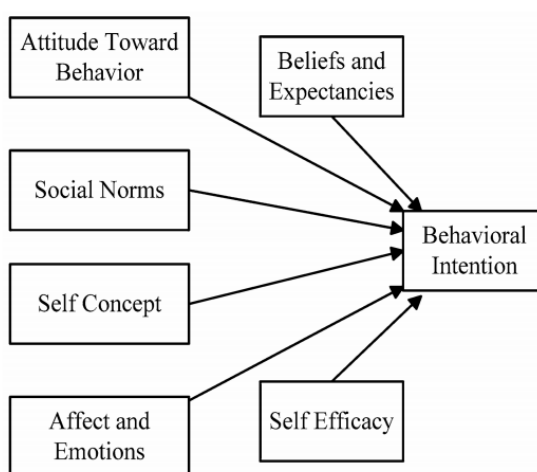 Attitude Toward
Behavior
Beliefs and
Expectancies
Social Norms
Behavioral
Intention
Self Concept
Affect and
Emotions
Self Efficacy